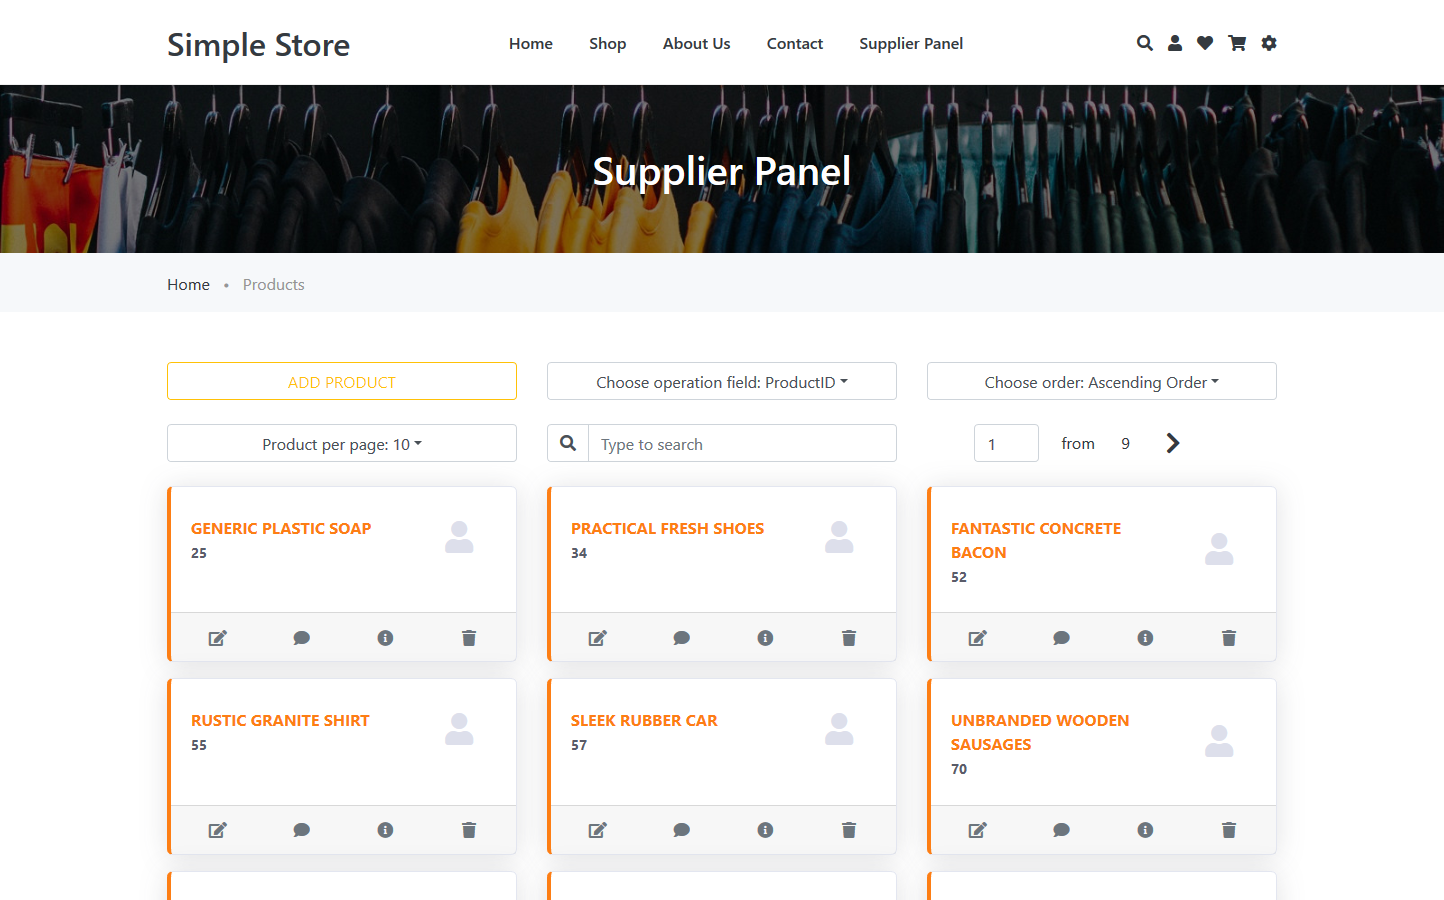 Simple Store
Home
Shop
About Us
Contact
Supplier Panel
Supplier Panel
Home • Products
ADD PRODUCT
Choose operation field: ProductID
Choose order: Ascending Order
Product per page: 10
Type to search
1 from 9
GENERIC PLASTIC SOAP
25
PRACTICAL FRESH SHOES
34
FANTASTIC CONCRETE
BACON
52
RUSTIC GRANITE SHIRT
55
SLEEK RUBBER CAR
57
UNBRANDED WOODEN
SAUSAGES
70